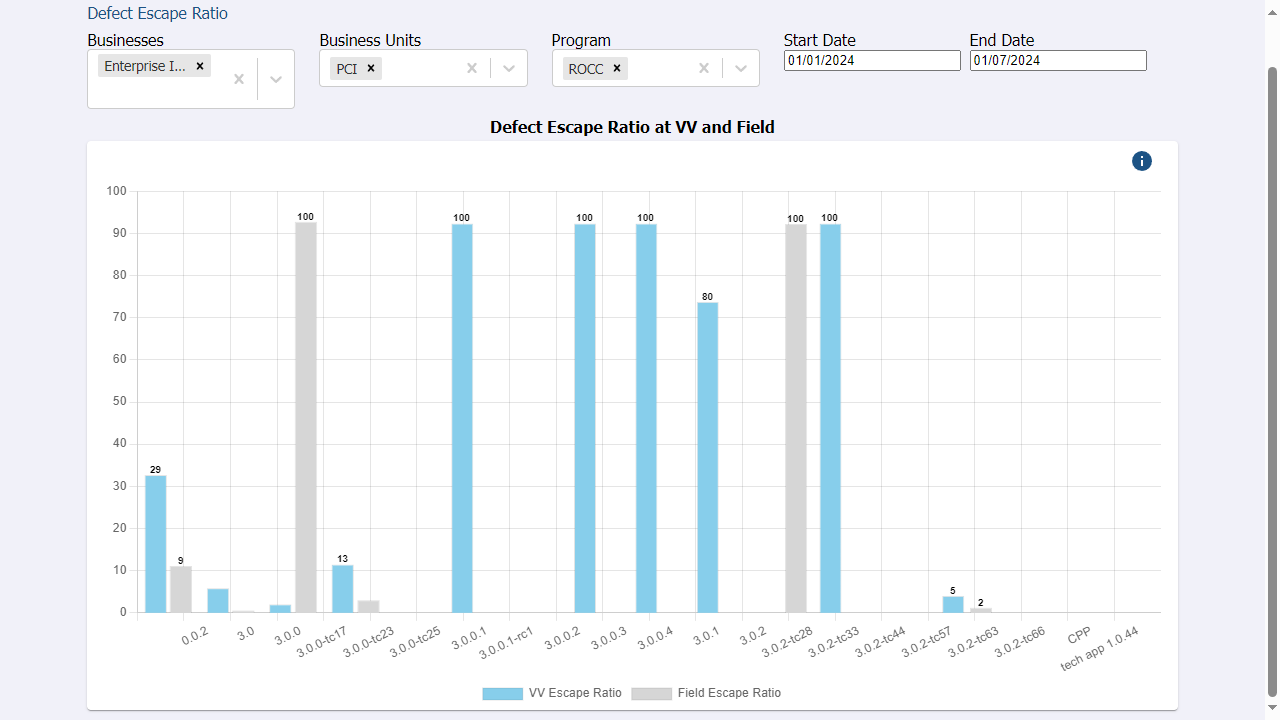 Defect Escape Ratio
Businesses Business Units Program Start Date End Date
Enterprise I... PCI ROCC 01/01/2024 01/07/2024
Defect Escape Ratio at VV and Field
100
90
80
70
60
50
40
30
20
10
0
29 9 100 13 100 100 100 80 100 100 5 2
0.0.2 3.0 3.0.0 3.0.0-tc17 3.0.0-tc23 3.0.0-tc25 3.0.0.1 3.0.0.1-rc1 3.0.0.2 3.0.0.3 3.0.0.4 3.0.1 3.0.2 3.0.2-tc28 3.0.2-tc33 3.0.2-tc44 3.0.2-tc57 3.0.2-tc63 3.0.2-tc66 CPP tech app 1.0.44
VV Escape Ratio Field Escape Ratio